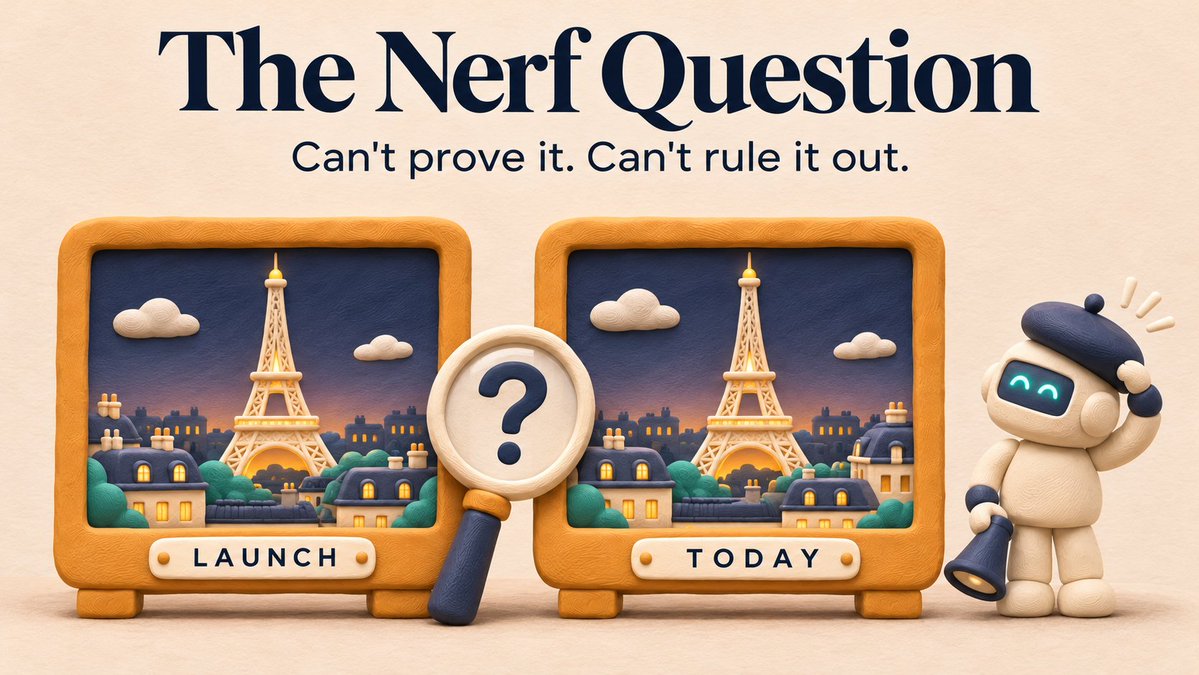 The Nerf Question
Can't prove it. Can't rule it out.
?
LAUNCH
TODAY